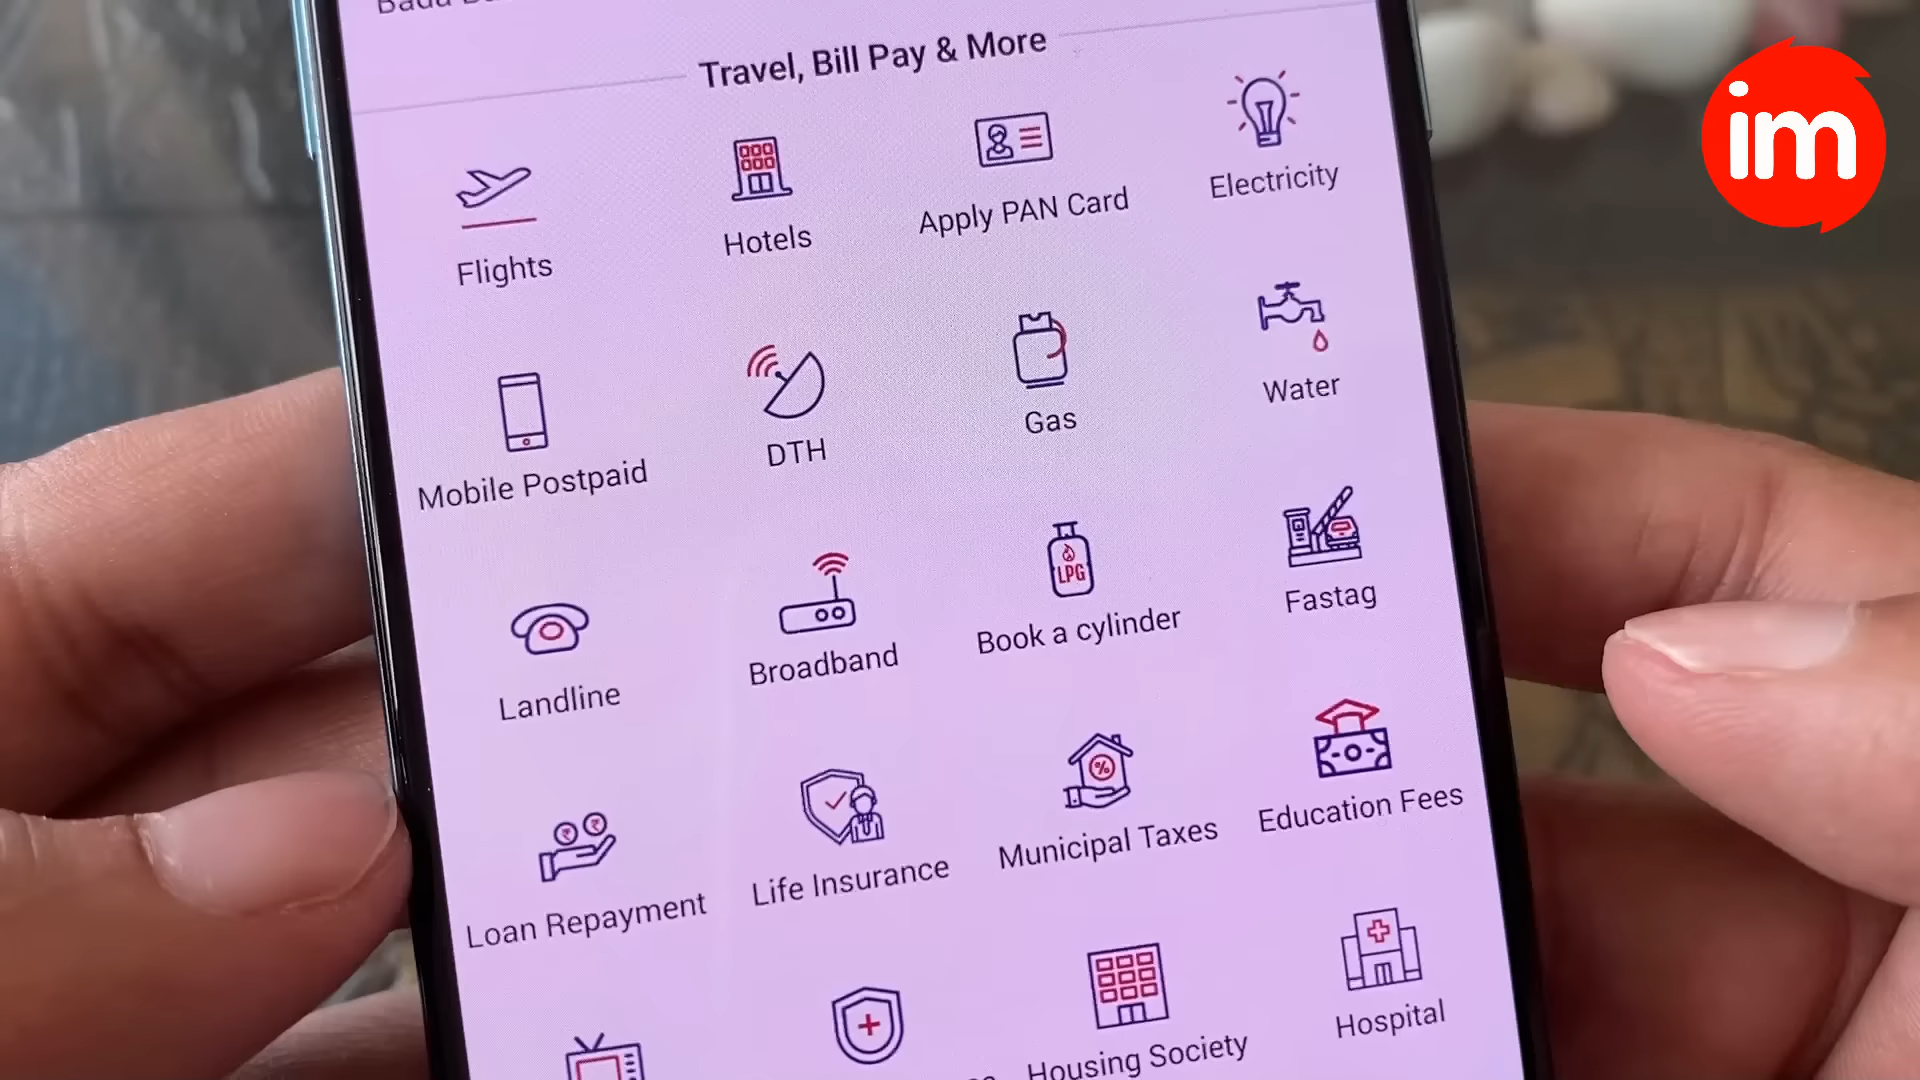 Travel, Bill Pay & More
im
Flights
Hotels
Apply PAN Card
Electricity
Mobile Postpaid
DTH
Gas
Water
Landline
Broadband
LPG
Book a cylinder
Fastag
Loan Repayment
Life Insurance
%
Municipal Taxes
Education Fees
Housing Society
Hospital